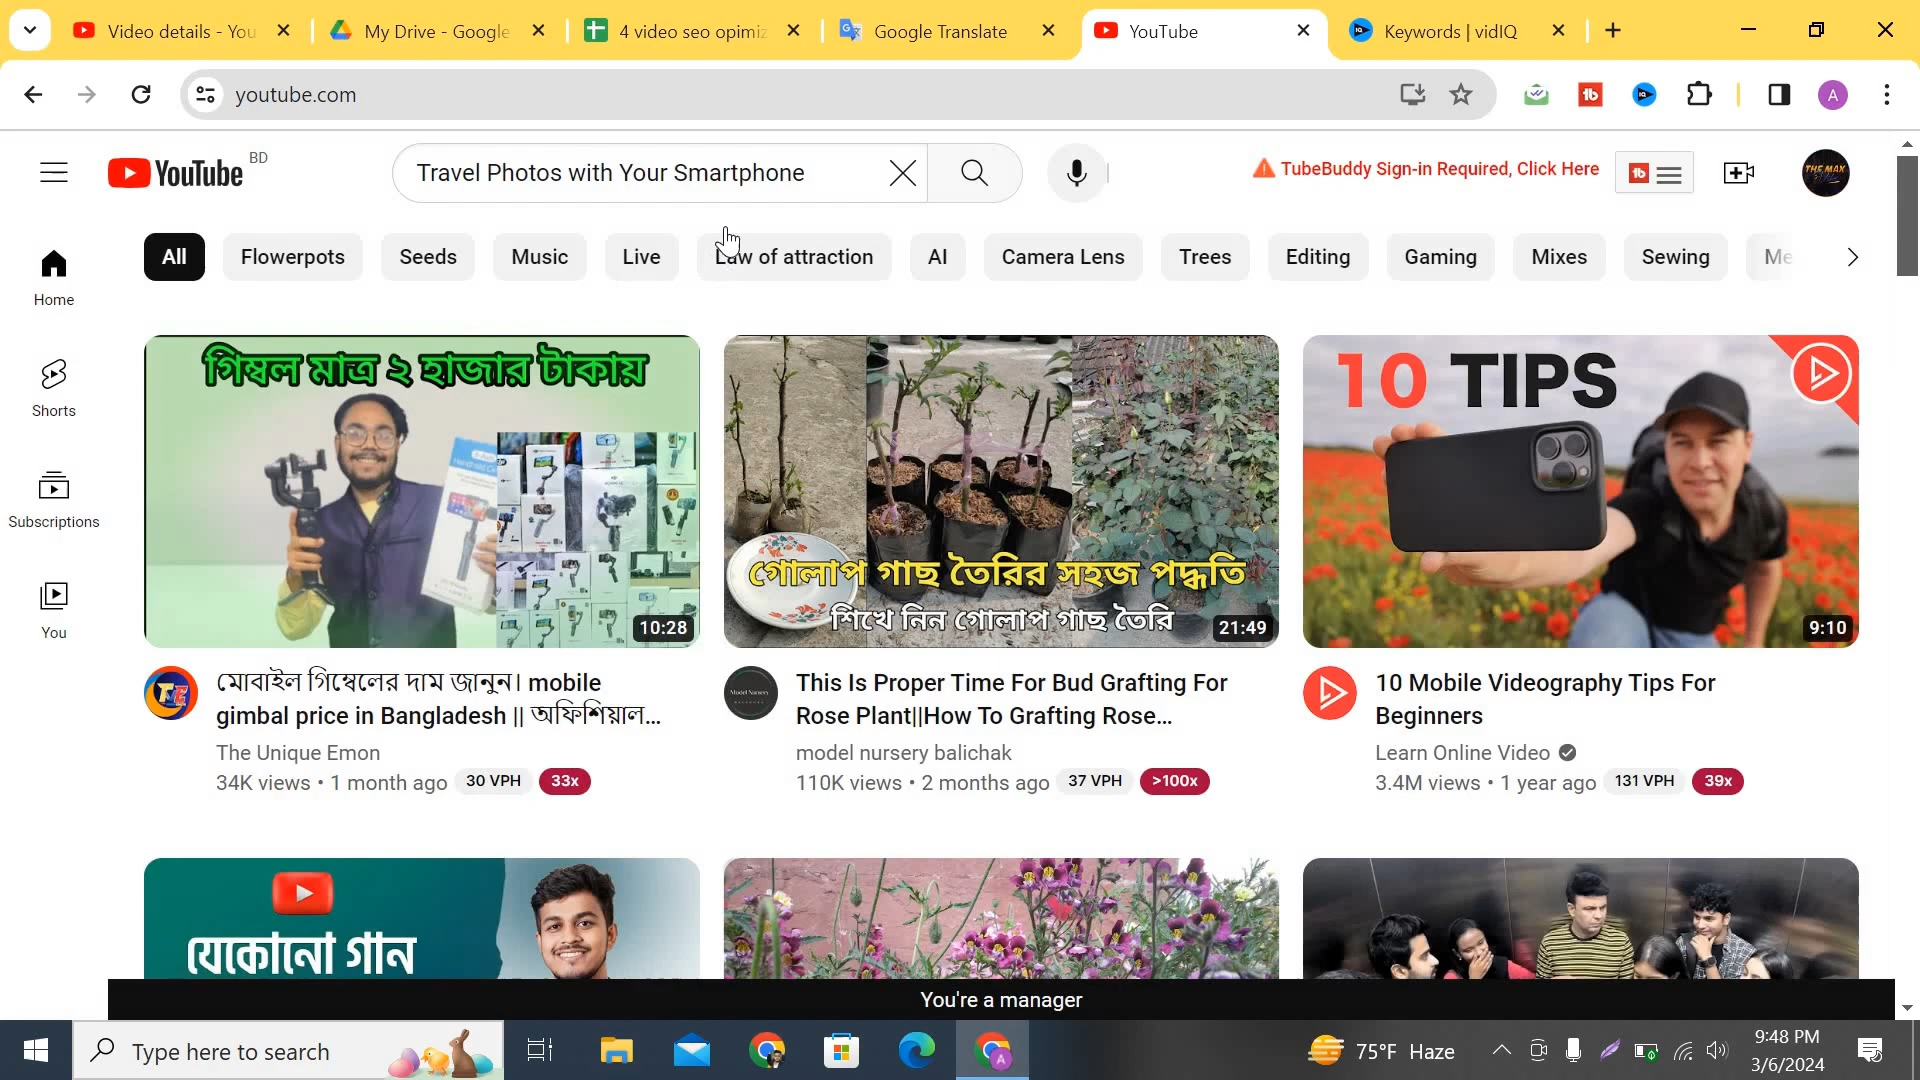 Video details - You
My Drive - Google
4 video seo opimiz
Google Translate
YouTube
Keywords | vidIQ
youtube.com
A
YouTube BD
Travel Photos with Your Smartphone
TubeBuddy Sign-in Required, Click Here
THE MAX
All
Flowerpots
Seeds
Music
Live
Law of attraction
AI
Camera Lens
Trees
Editing
Gaming
Mixes
Sewing
Me
Home
Shorts
Subscriptions
You
গিম্বল মাত্র ২ হাজার টাকায়
10:28
গোলাপ গাছ তৈরির সহজ পদ্ধতি
শিখে নিন গোলাপ গাছ তৈরি
21:49
10 TIPS
9:10
মোবাইল গিম্বেলের দাম জানুন। mobile
gimbal price in Bangladesh || অফিশিয়াল...
The Unique Emon
34K views • 1 month ago 30 VPH 33x
Model Nursery
This Is Proper Time For Bud Grafting For
Rose Plant||How To Grafting Rose...
model nursery balichak
110K views • 2 months ago 37 VPH >100x
10 Mobile Videography Tips For
Beginners
Learn Online Video
3.4M views • 1 year ago 131 VPH 39x
যেকোনো গান
You're a manager
Type here to search
75°F Haze
9:48 PM
3/6/2024